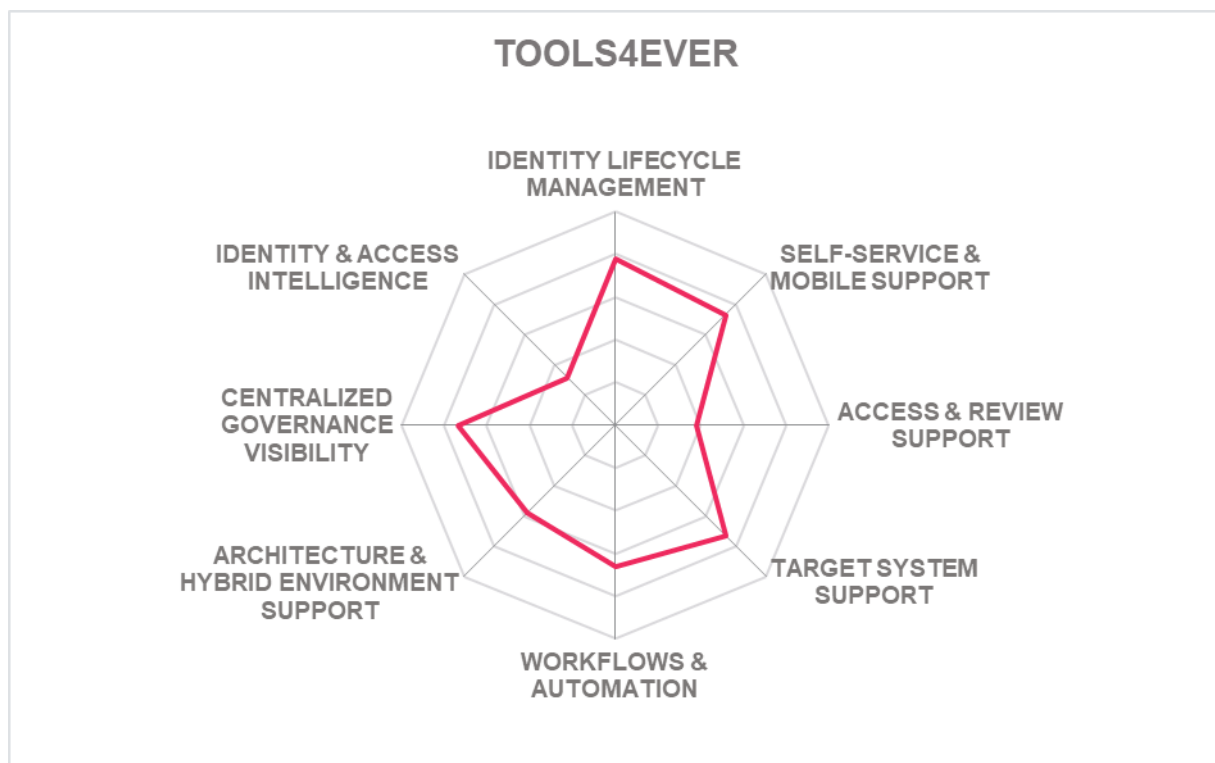 TOOLS4EVER
IDENTITY LIFECYCLE
MANAGEMENT
SELF-SERVICE &
MOBILE SUPPORT
ACCESS & REVIEW
SUPPORT
TARGET SYSTEM
SUPPORT
WORKFLOWS &
AUTOMATION
ARCHITECTURE &
HYBRID ENVIRONMENT
SUPPORT
CENTRALIZED
GOVERNANCE
VISIBILITY
IDENTITY & ACCESS
INTELLIGENCE